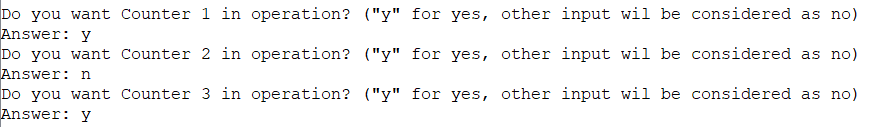 Do you want Counter 1 in operation? ("y" for yes, other input wil be considered as no)
Answer: y
Do you want Counter 2 in operation? ("y" for yes, other input wil be considered as no)
Answer: n
Do you want Counter 3 in operation? ("y" for yes, other input wil be considered as no)
Answer: y